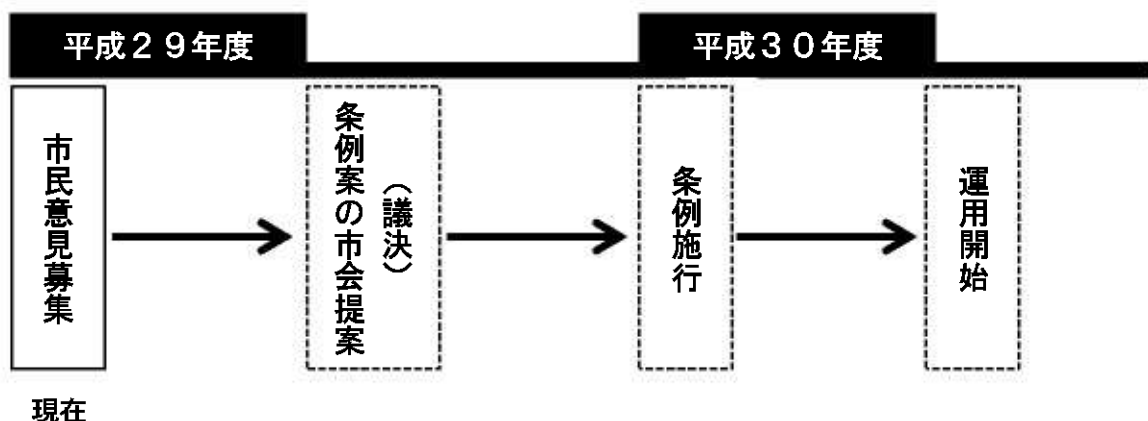 平成２９年度
平成３０年度
市民意見募集
条例案の市会提案
（議決）
条例施行
運用開始
現在